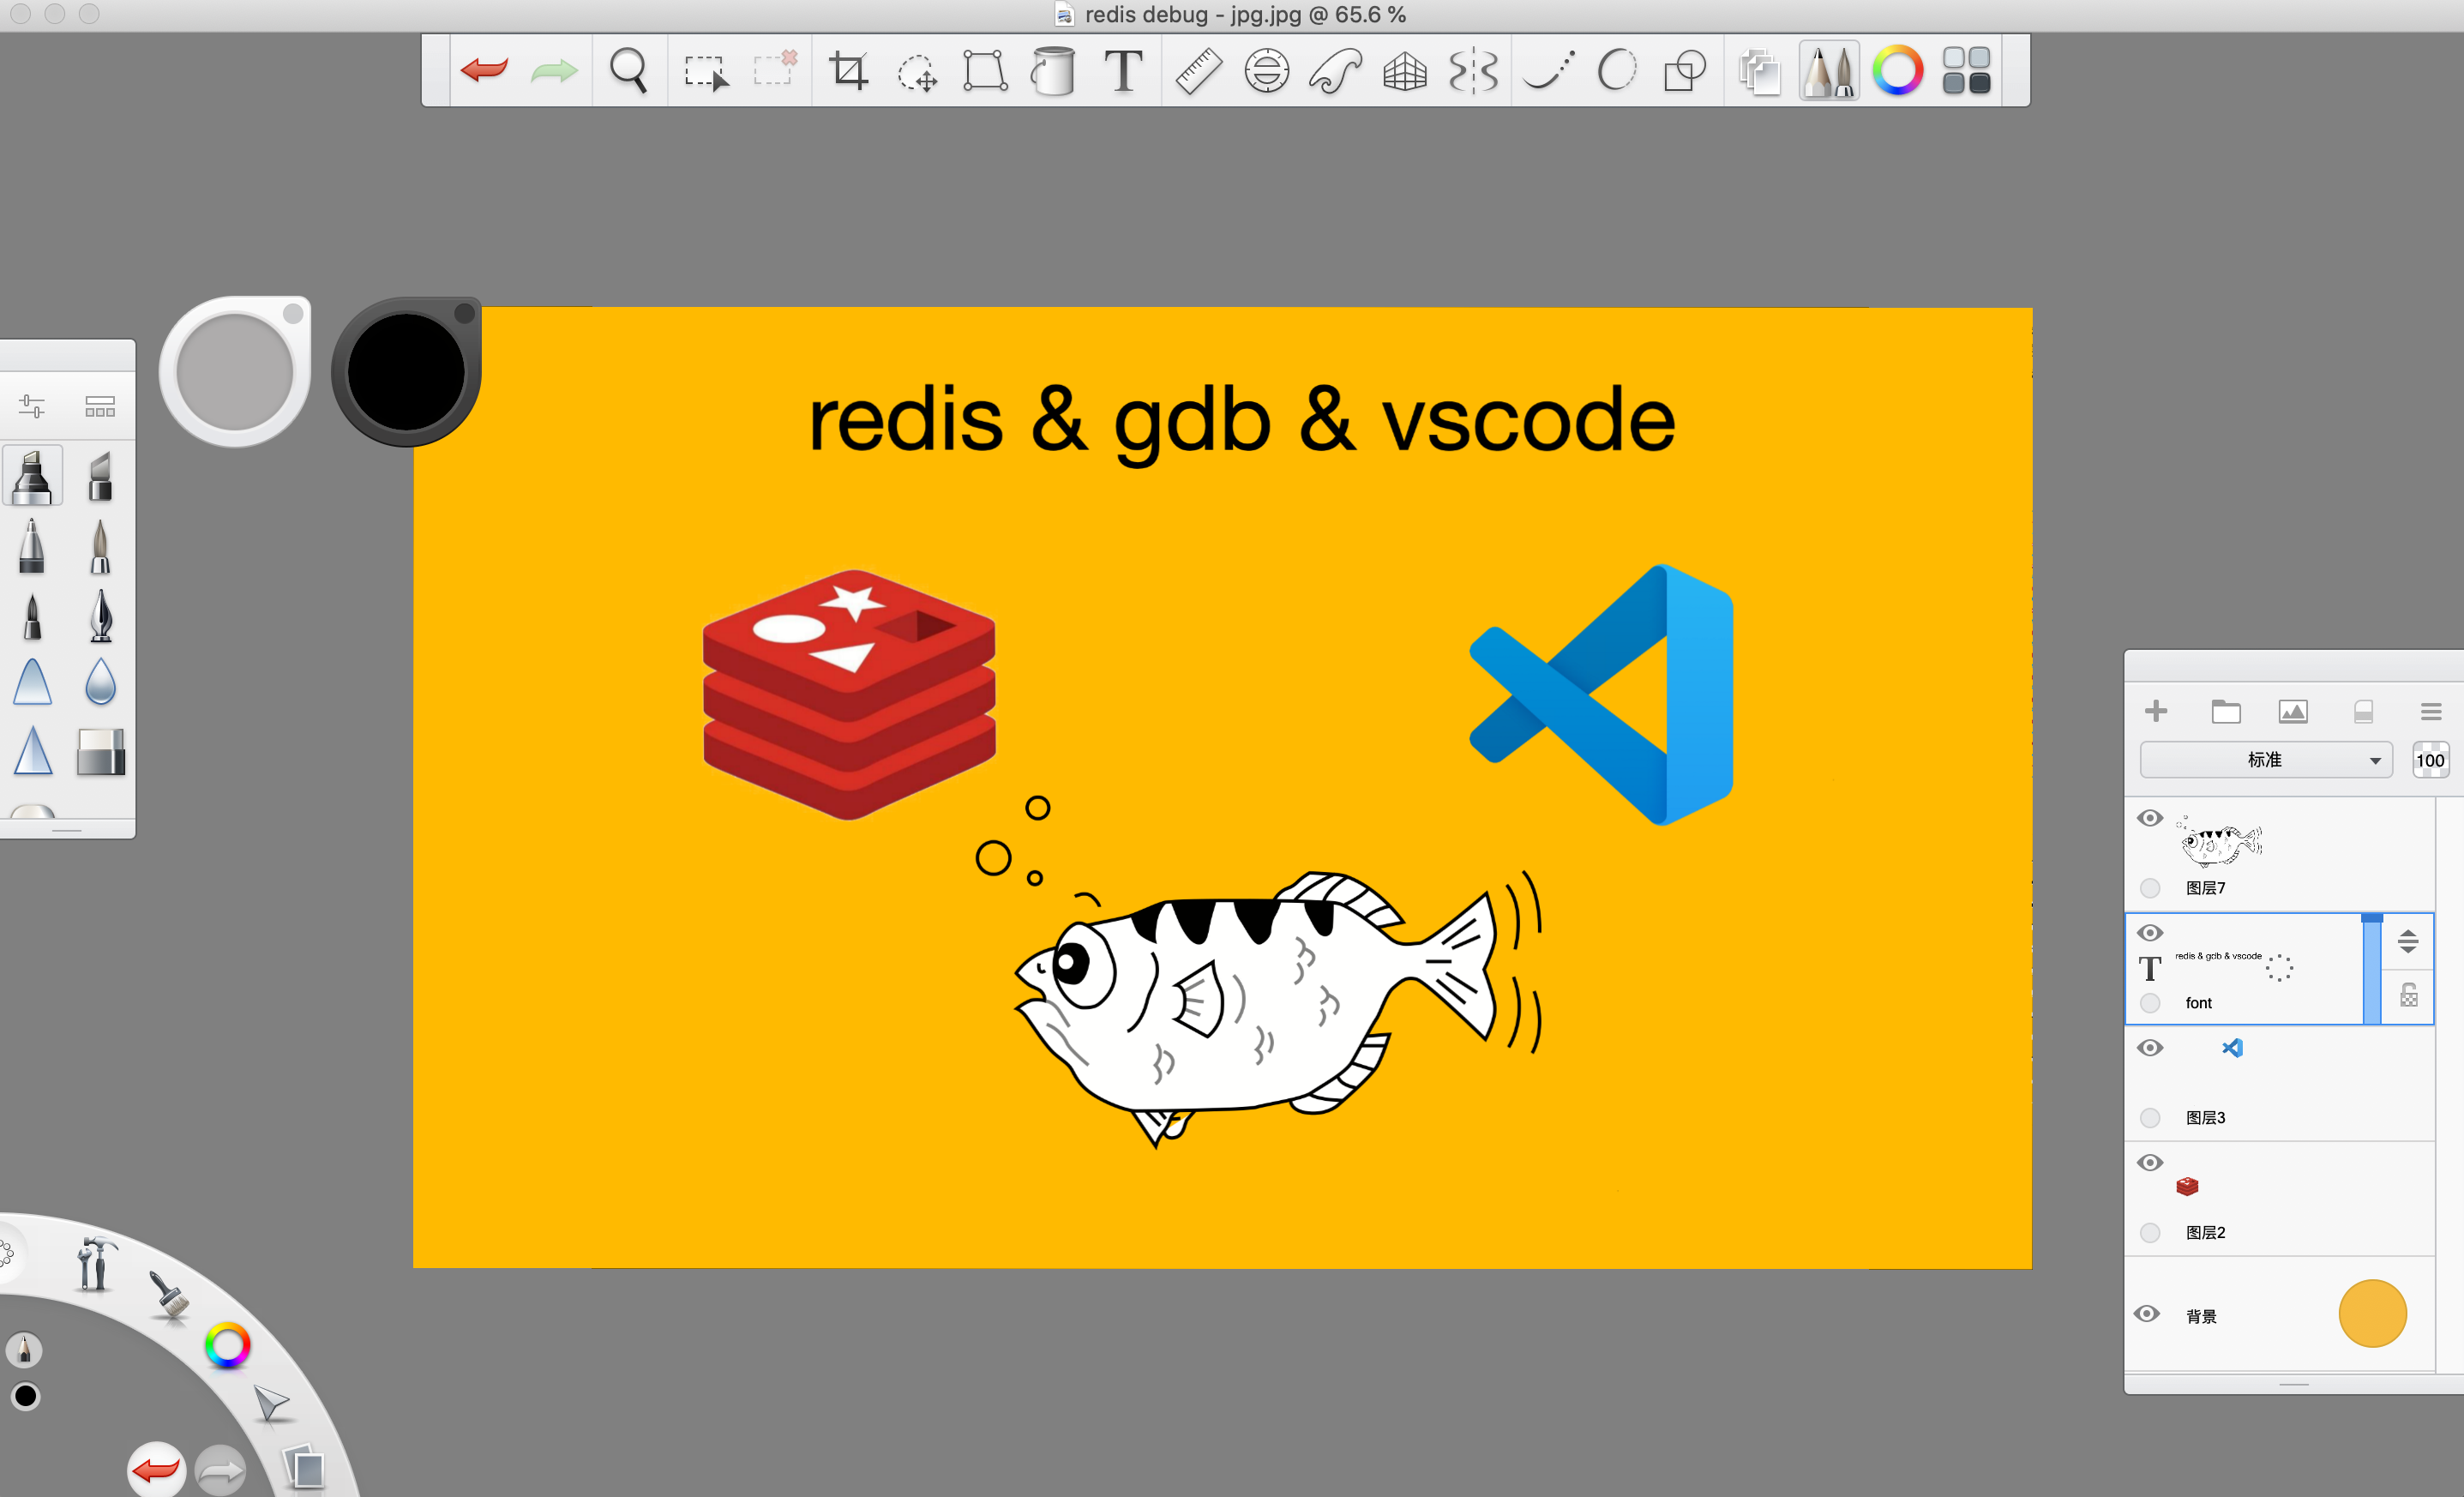 redis debug - jpg.jpg @ 65.6 %
T
redis & gdb & vscode
标准
100
图层7
T
redis & gdb & vscode
font
图层3
图层2
背景